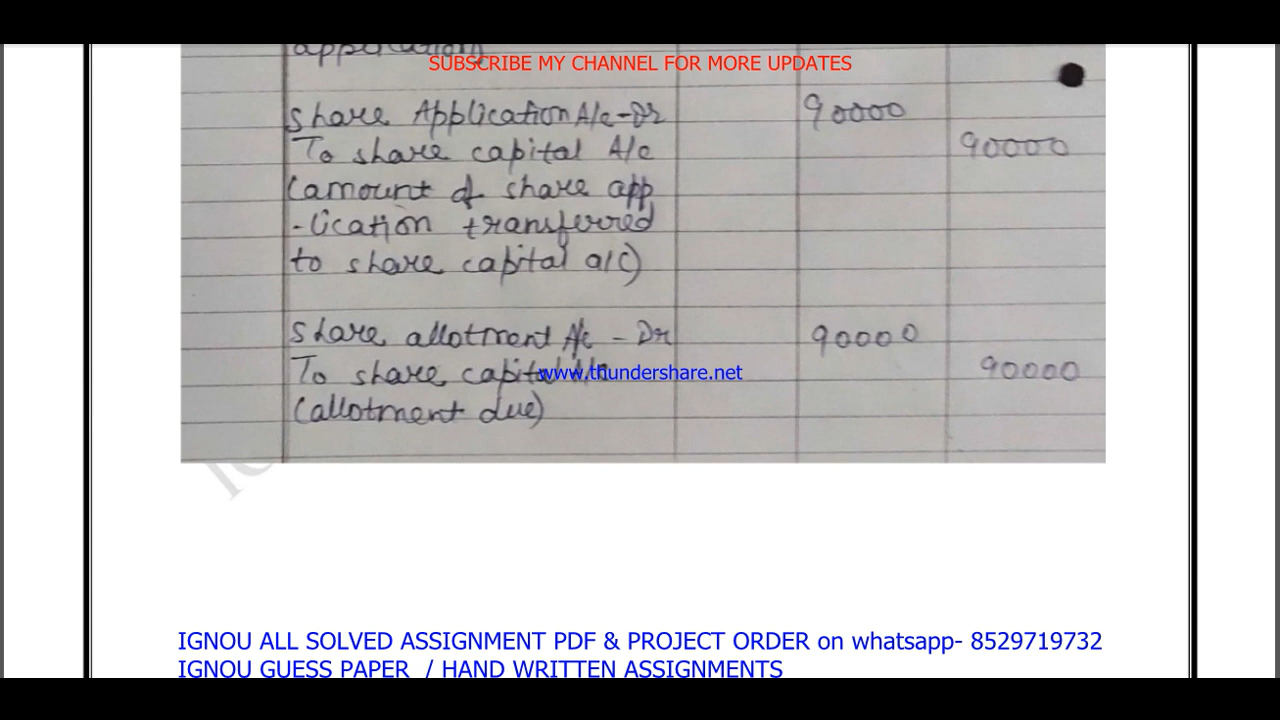 application)
SUBSCRIBE MY CHANNEL FOR MORE UPDATES
Share Application A/c - Dr 90000
To share capital A/c 90000
(amount of share app
-lication transferred
to share capital a/c)
Share allotment A/c - Dr 90000
To share capital A/c 90000
www.thundershare.net
(allotment due)
IGNOU ALL SOLVED ASSIGNMENT PDF & PROJECT ORDER on whatsapp- 8529719732
IGNOU GUESS PAPER / HAND WRITTEN ASSIGNMENTS